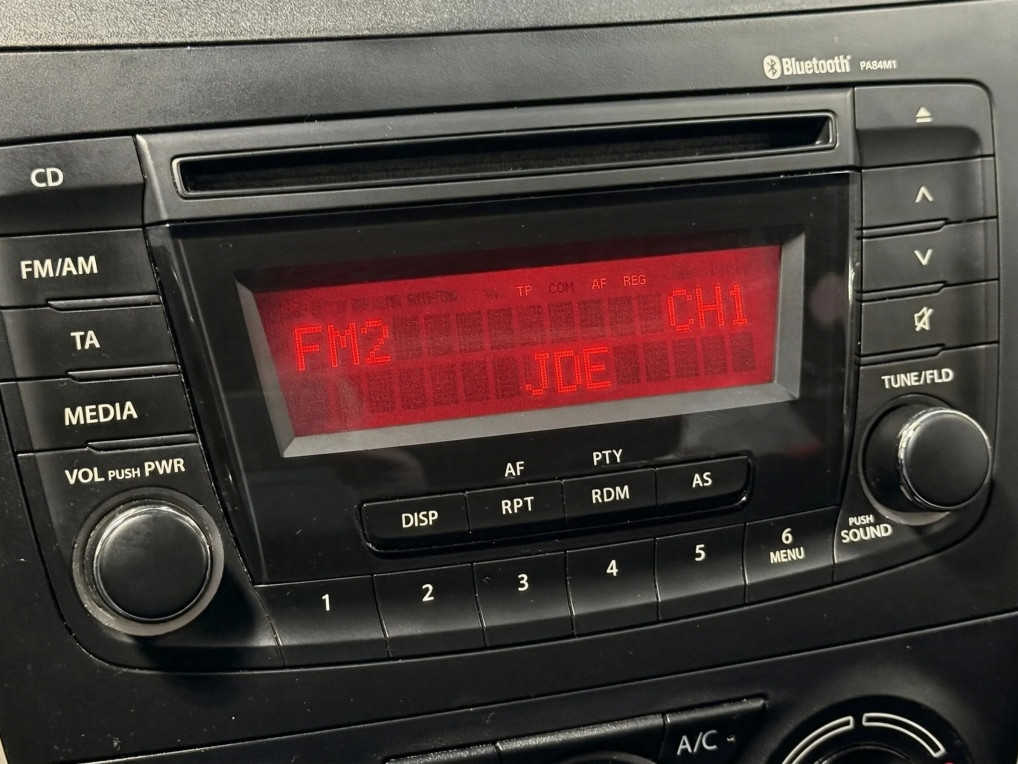 Bluetooth PA84M1
CD
FM/AM
TA
MEDIA
VOL PUSH PWR
TP COM AF REG
FM2 CH1
JDE
TUNE/FLD
AF PTY
DISP RPT RDM AS
PUSH
SOUND
1 2 3 4 5 6
MENU
A/C